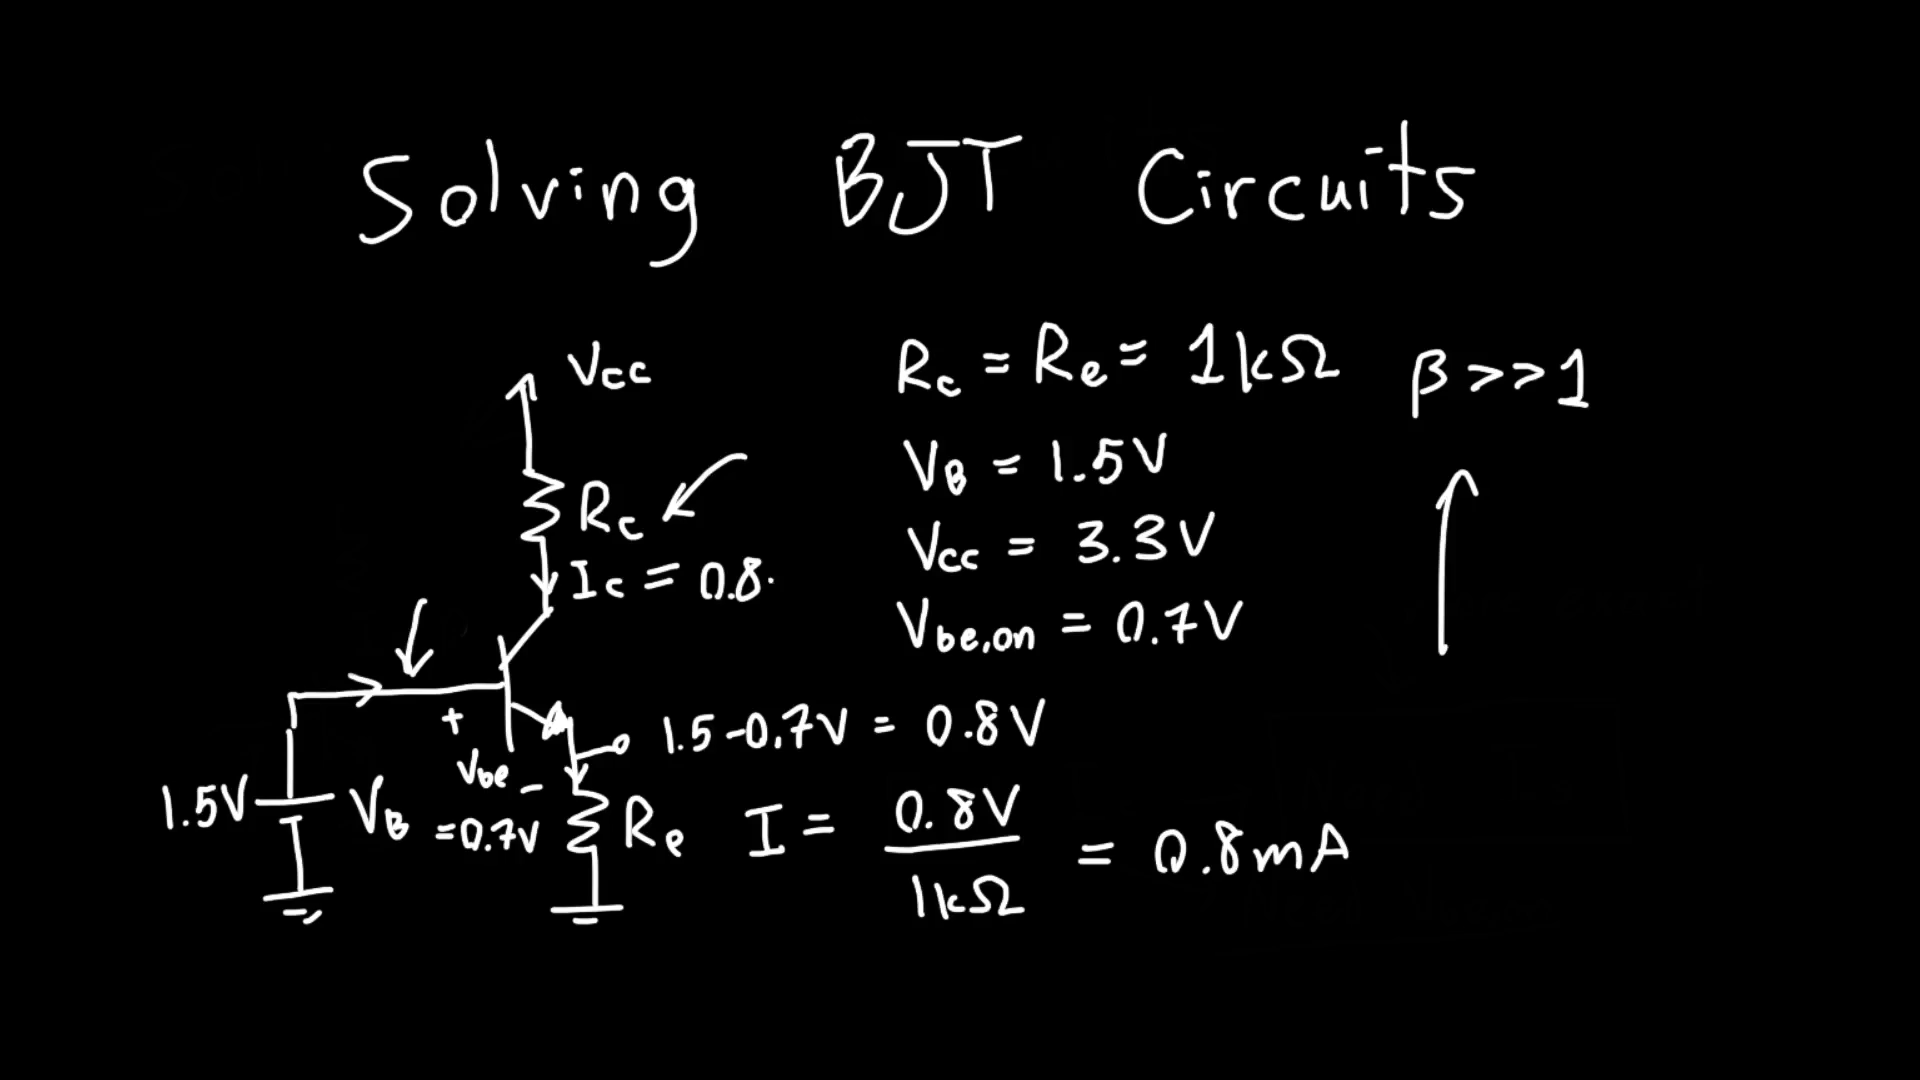 Solving BJT Circuits
Vcc
Rc = Re = 1kΩ β >> 1
VB = 1.5V
Rc
Vcc = 3.3V
Ic = 0.8.
Vbe,on = 0.7V
+
1.5-0.7V = 0.8V
Vbe -
= 0.7V
1.5V VB
Re
I = 0.8V / 1kΩ = 0.8mA